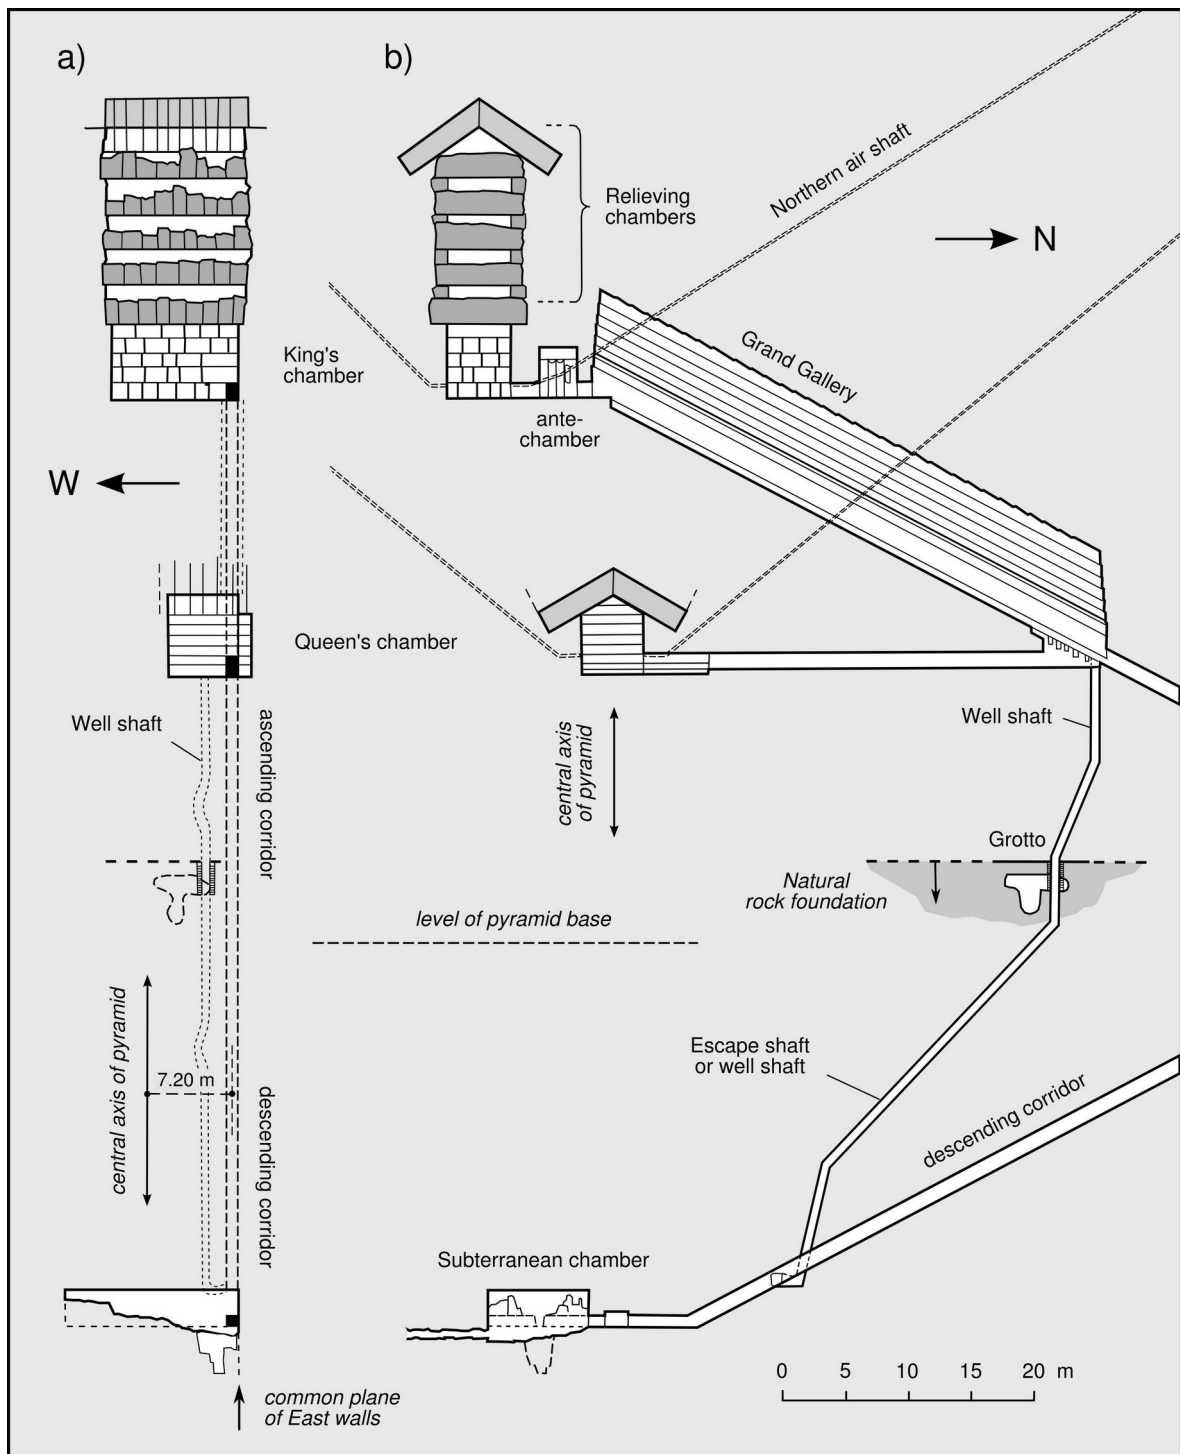 a)
b)
Northern air shaft
Relieving
chambers
N
King's
chamber
Grand Gallery
ante-
chamber
W
Queen's chamber
Well shaft
ascending corridor
central axis
of pyramid
Well shaft
Grotto
Natural
rock foundation
level of pyramid base
central axis of pyramid
7.20 m
descending corridor
Escape shaft
or well shaft
descending corridor
Subterranean chamber
0 5 10 15 20 m
common plane
of East walls